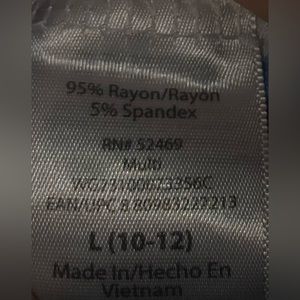 95% Rayon/Rayon
5% Spandex
RN# 52469
Multi
EAN/UPC
L (10-12)
Made In/Hecho En
Vietnam